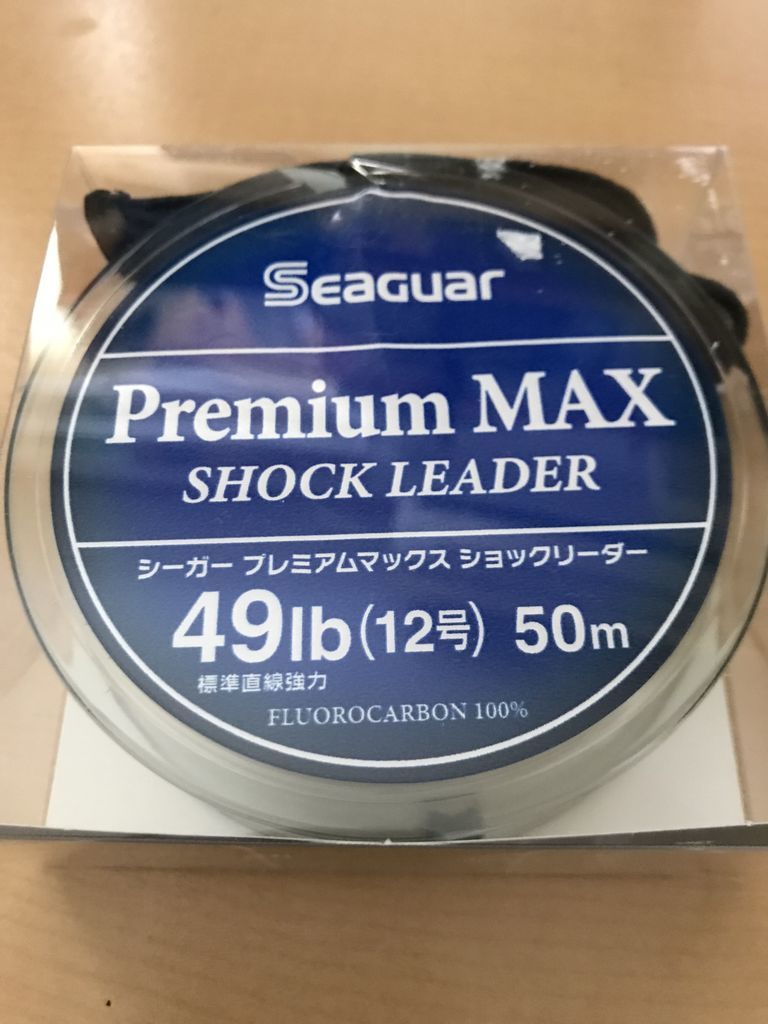 Seaguar
Premium MAX
SHOCK LEADER
シーガー プレミアムマックス ショックリーダー
49lb(12号) 50m
標準直線強力
FLUOROCARBON 100%